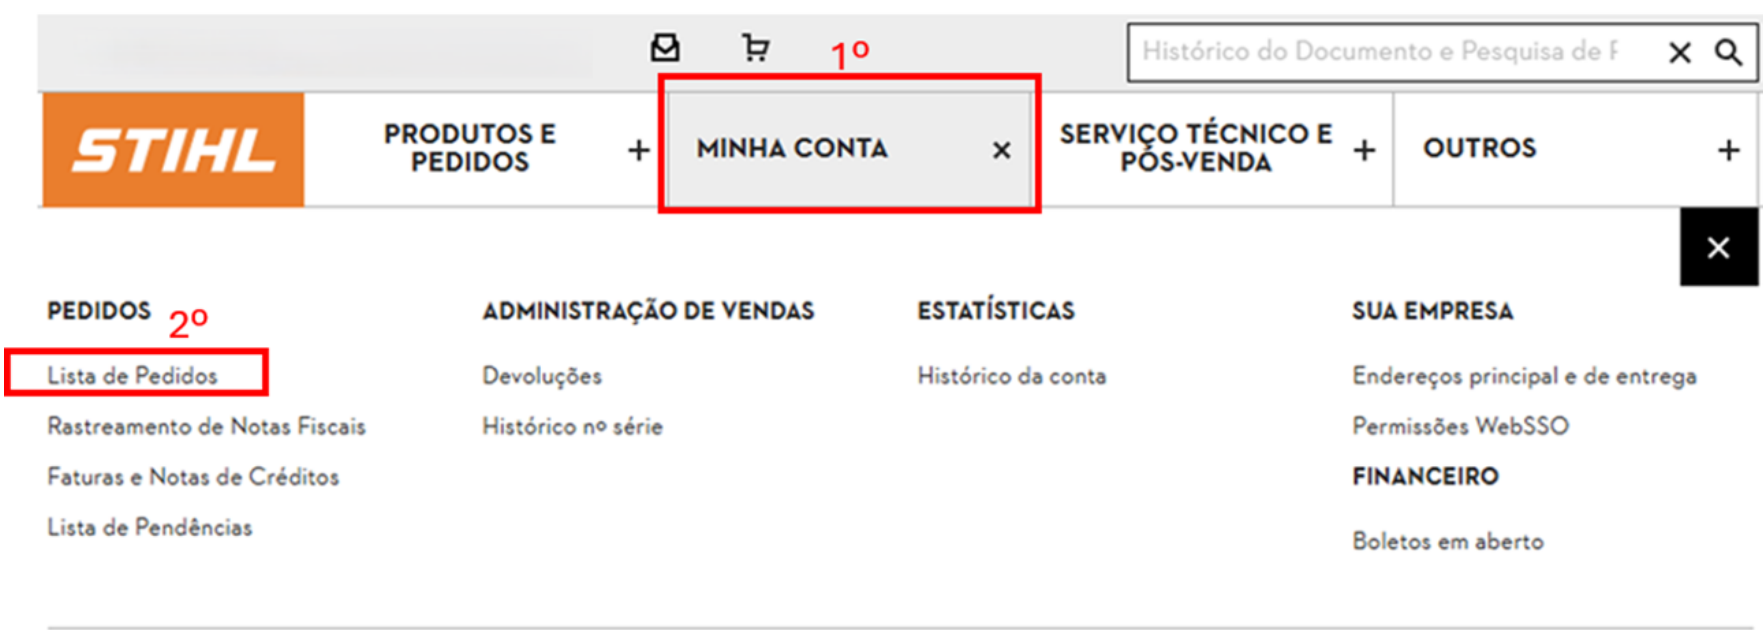 Histórico do Documento e Pesquisa de F
1º
STIHL
PRODUTOS E
PEDIDOS
MINHA CONTA
SERVIÇO TÉCNICO E
PÓS-VENDA
OUTROS
PEDIDOS
2º
Lista de Pedidos
Rastreamento de Notas Fiscais
Faturas e Notas de Créditos
Lista de Pendências
ADMINISTRAÇÃO DE VENDAS
Devoluções
Histórico nº série
ESTATÍSTICAS
Histórico da conta
SUA EMPRESA
Endereços principal e de entrega
Permissões WebSSO
FINANCEIRO
Boletos em aberto